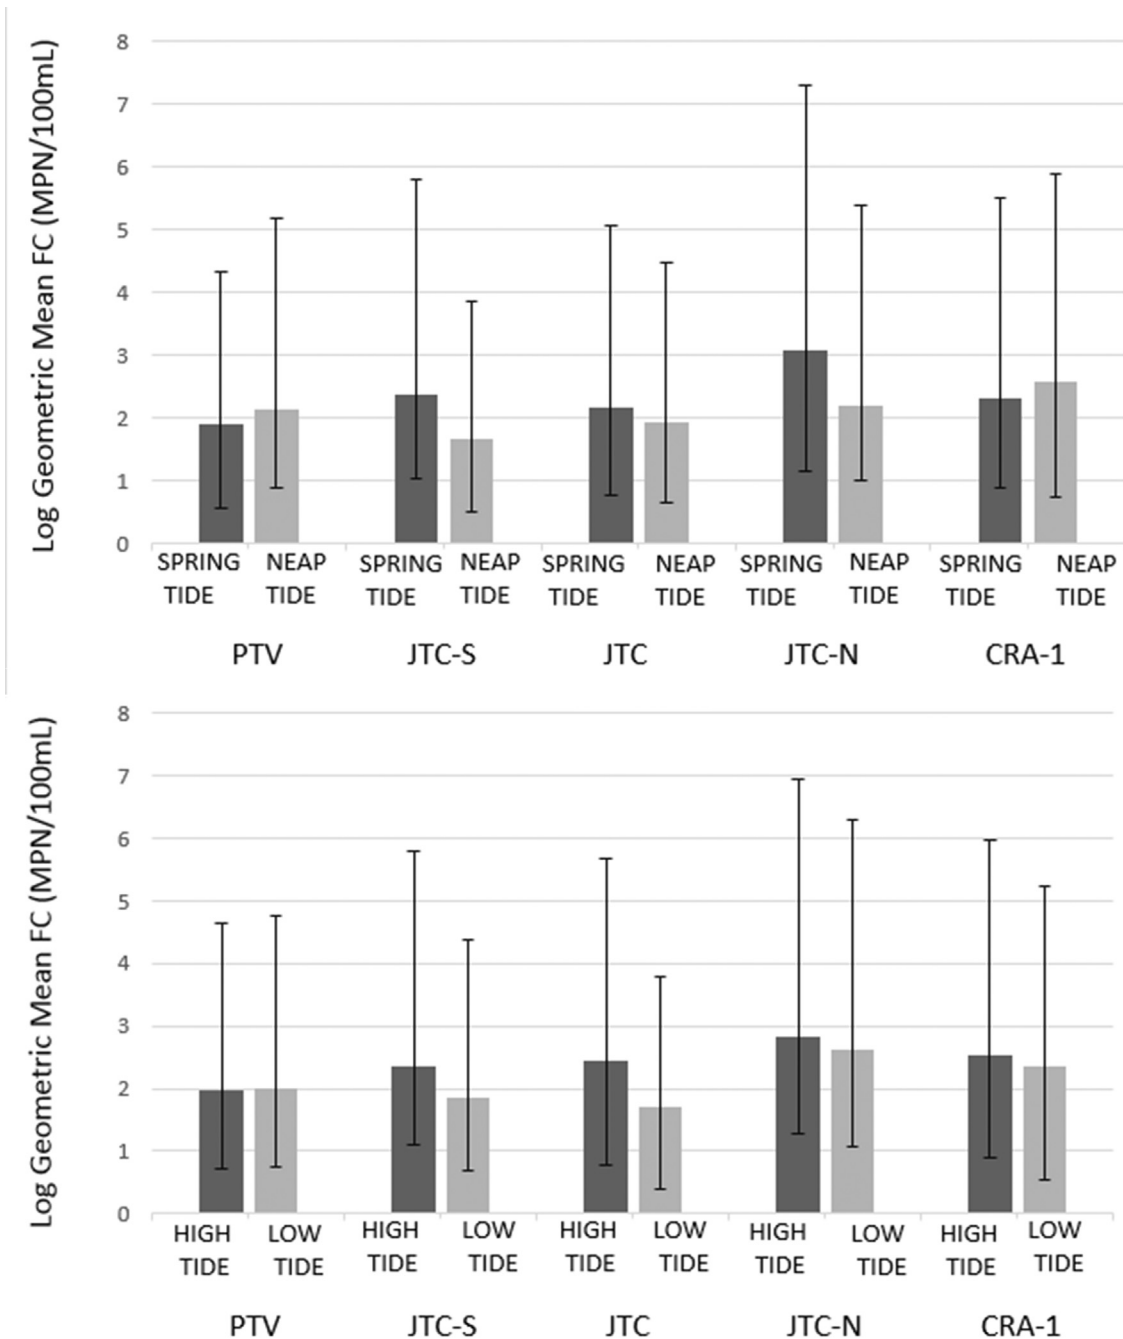 Log Geometric Mean FC (MPN/100mL)
8
7
6
5
4
3
2
1
0
SPRING TIDE
NEAP TIDE
SPRING TIDE
NEAP TIDE
SPRING TIDE
NEAP TIDE
SPRING TIDE
NEAP TIDE
SPRING TIDE
NEAP TIDE
PTV
JTC-S
JTC
JTC-N
CRA-1
Log Geometric Mean FC (MPN/100mL)
8
7
6
5
4
3
2
1
0
HIGH TIDE
LOW TIDE
HIGH TIDE
LOW TIDE
HIGH TIDE
LOW TIDE
HIGH TIDE
LOW TIDE
HIGH TIDE
LOW TIDE
PTV
JTC-S
JTC
JTC-N
CRA-1